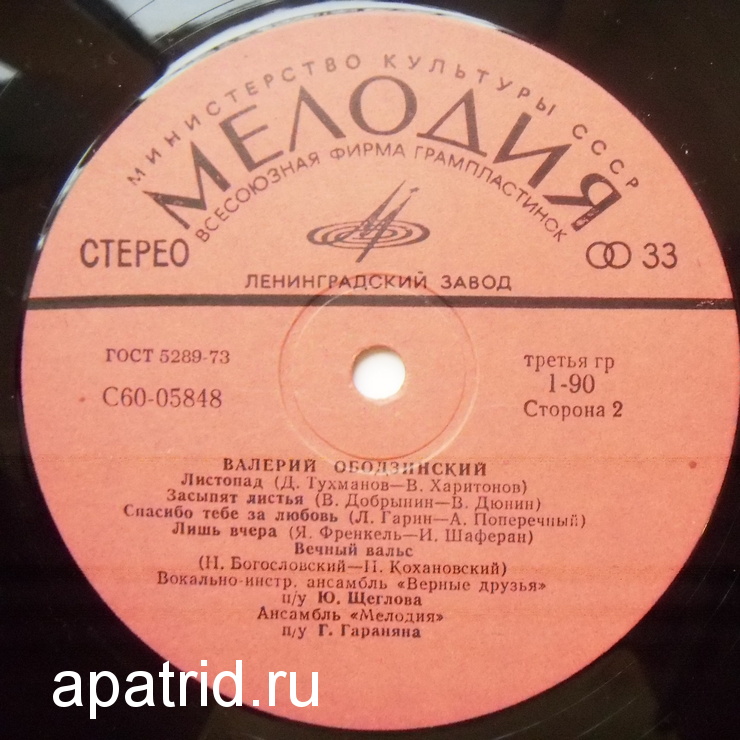 МИНИСТЕРСТВО КУЛЬТУРЫ СССР
МЕЛОДИЯ
ВСЕСОЮЗНАЯ ФИРМА ГРАМПЛАСТИНОК
СТЕРЕО
33
ЛЕНИНГРАДСКИЙ ЗАВОД
ГОСТ 5289-73
третья гр
С60-05848
1-90
Сторона 2
ВАЛЕРИЙ ОБОДЗИНСКИЙ
Листопад (Д. Тухманов—В. Харитонов)
Засыпят листья (В. Добрынин—В. Дюнин)
Спасибо тебе за любовь (Л. Гарин—А. Поперечный)
Лишь вчера (Я. Френкель—И. Шаферан)
Вечный вальс
(Н. Богословский—И. Кохановский)
Вокально-инстр. ансамбль «Верные друзья»
п/у Ю. Щеглова
Ансамбль «Мелодия»
п/у Г. Гараняна
apatrid.ru